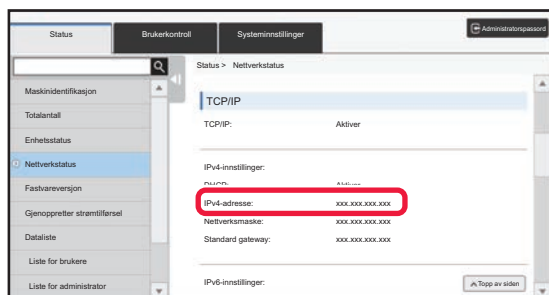 Status
Brukerkontroll
Systeminnstillinger
Administratorspassord
Status > Nettverkstatus
Maskinidentifikasjon
Totalantall
Enhetsstatus
Nettverkstatus
Fastvareversjon
Gjenoppretter strømtilførsel
Dataliste
Liste for brukere
Liste for administrator
TCP/IP
TCP/IP: Aktiver
IPv4-innstillinger:
DHCP: Aktiver
IPv4-adresse: xxx.xxx.xxx.xxx
Nettverksmaske: xxx.xxx.xxx.xxx
Standard gateway: xxx.xxx.xxx.xxx
IPv6-innstillinger:
Topp av siden